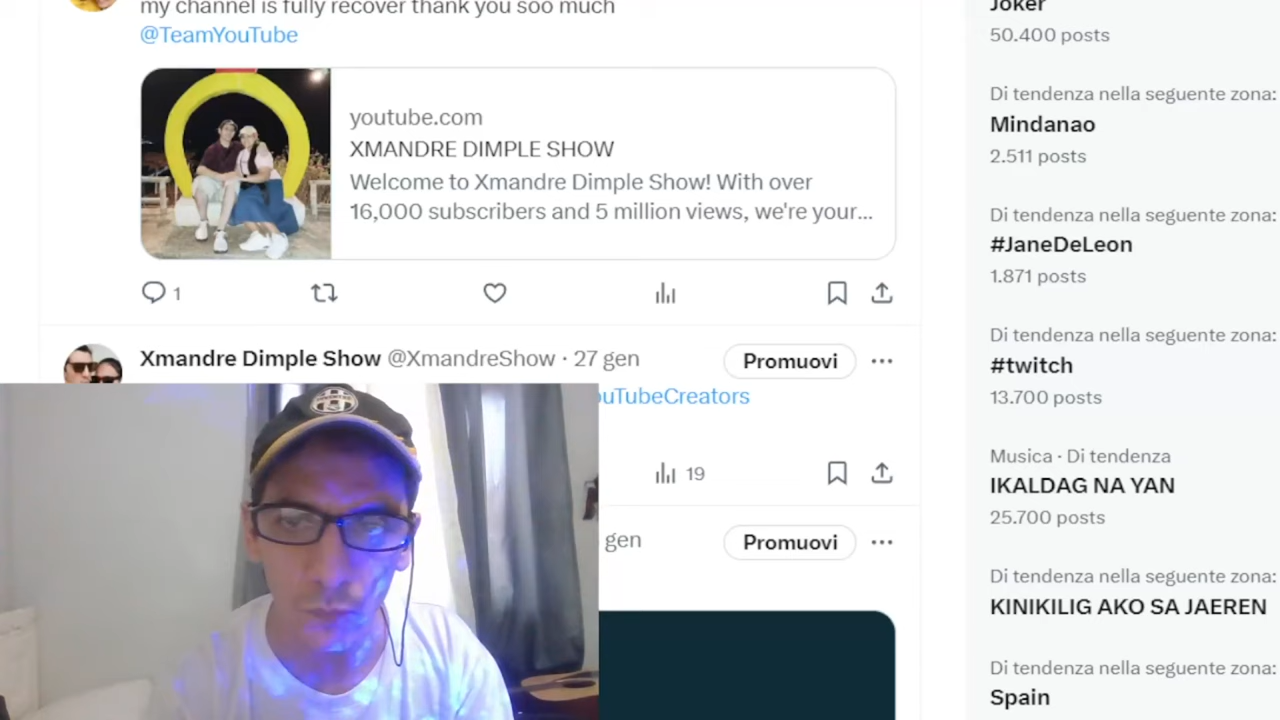 my channel is fully recover thank you soo much
@TeamYouTube
youtube.com
XMANDRE DIMPLE SHOW
Welcome to Xmandre Dimple Show! With over
16,000 subscribers and 5 million views, we're your...
1
Xmandre Dimple Show @XmandreShow · 27 gen
Promuovi
uTubeCreators
19
gen
Promuovi
Joker
50.400 posts
Di tendenza nella seguente zona:
Mindanao
2.511 posts
Di tendenza nella seguente zona:
#JaneDeLeon
1.871 posts
Di tendenza nella seguente zona:
#twitch
13.700 posts
Musica · Di tendenza
IKALDAG NA YAN
25.700 posts
Di tendenza nella seguente zona:
KINIKILIG AKO SA JAEREN
Di tendenza nella seguente zona:
Spain